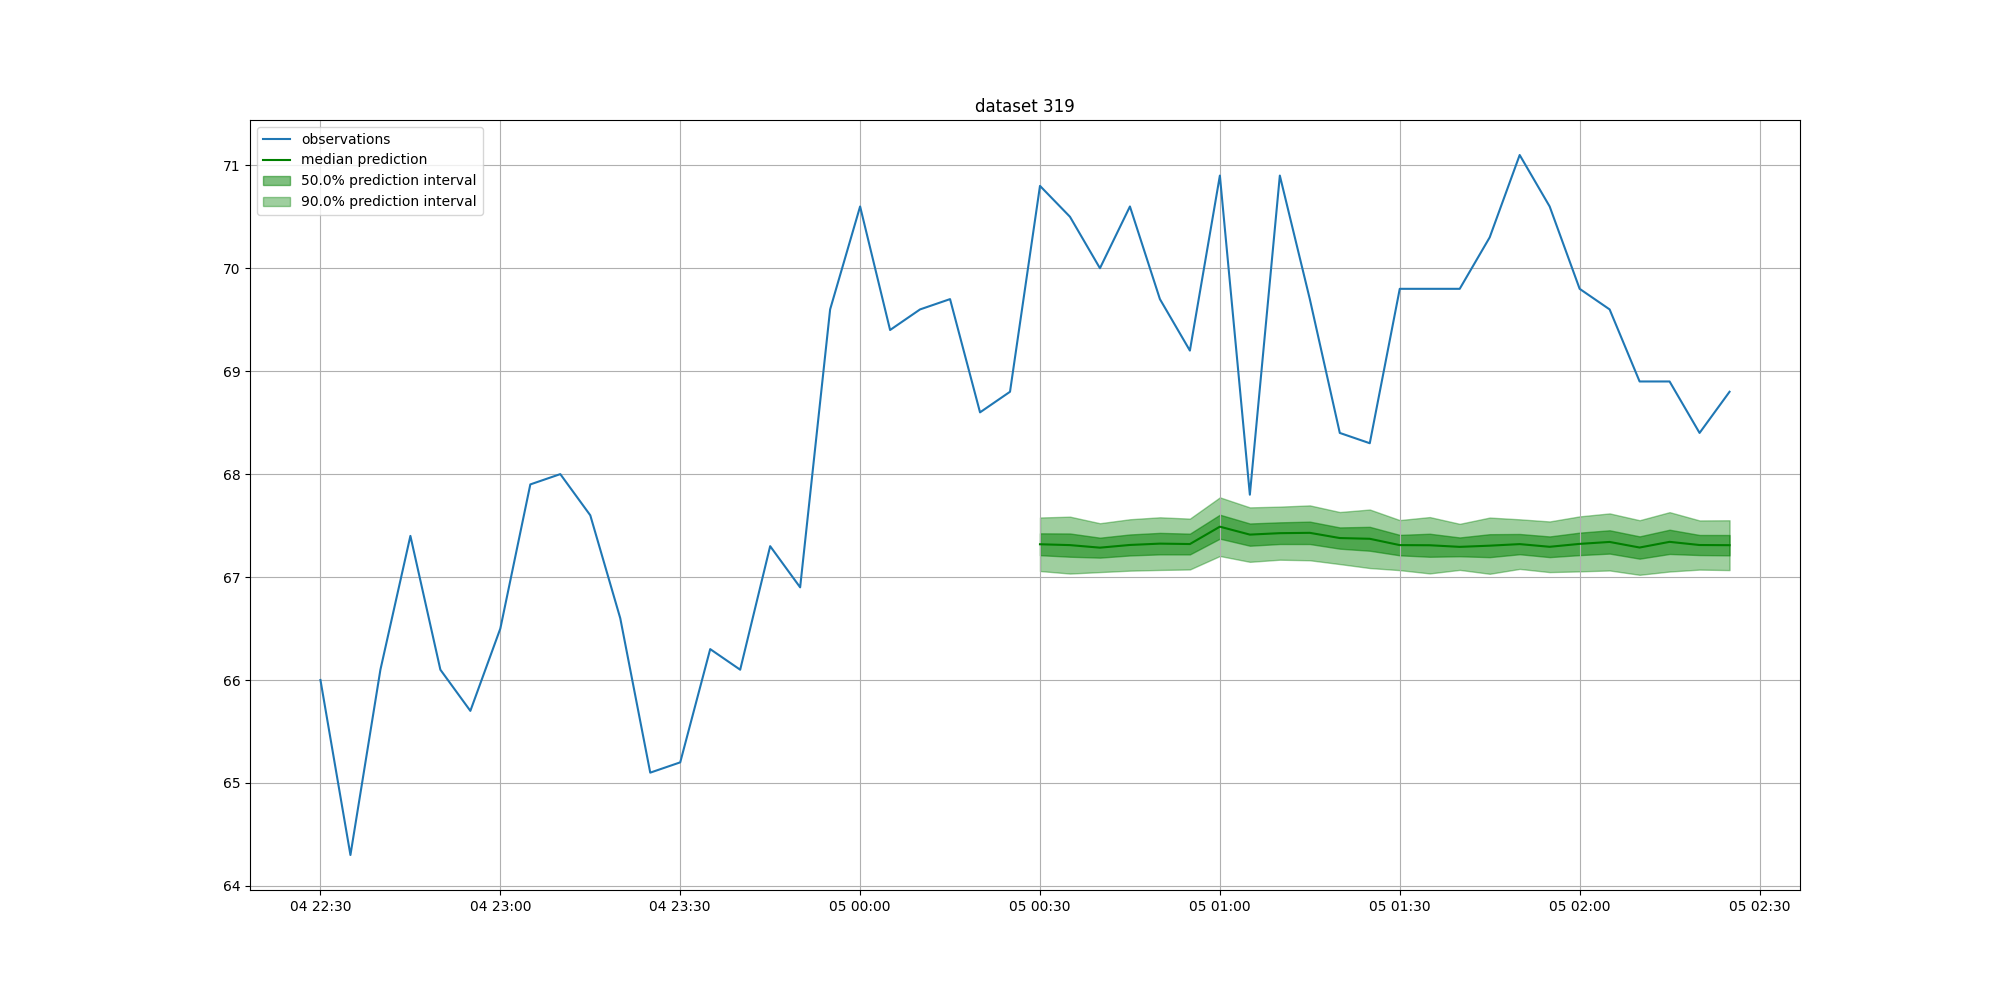 dataset 319
observations
median prediction
50.0% prediction interval
90.0% prediction interval
71
70
69
68
67
66
65
64
04 22:30 04 23:00 04 23:30 05 00:00 05 00:30 05 01:00 05 01:30 05 02:00 05 02:30